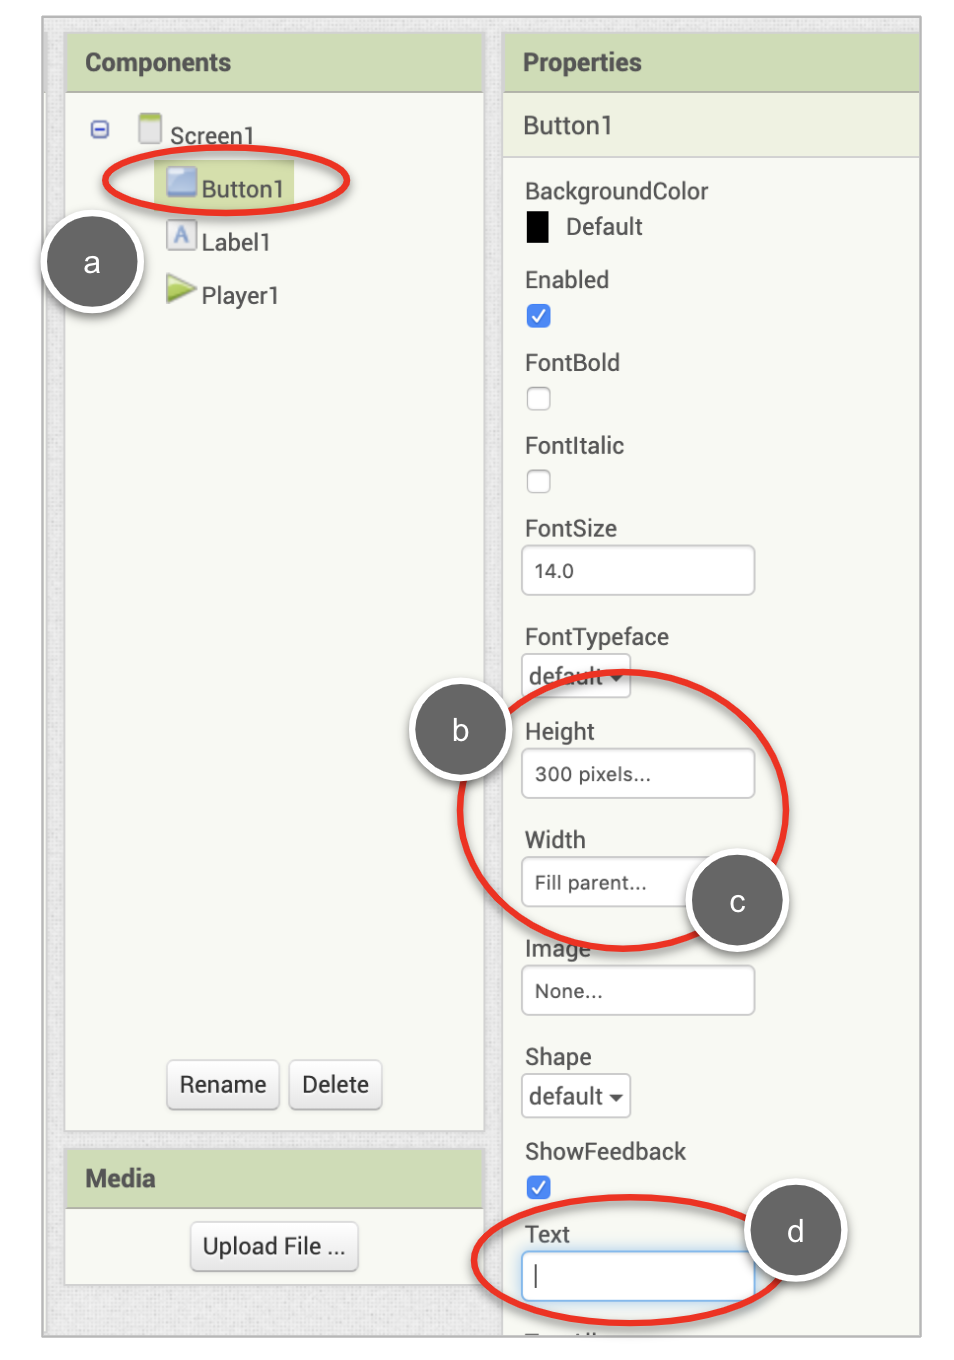 Components
Screen1
Button1
Label1
Player1
a
Rename
Delete
Media
Upload File ...
Properties
Button1
BackgroundColor
Default
Enabled
FontBold
FontItalic
FontSize
14.0
FontTypeface
default
b
Height
300 pixels...
Width
Fill parent...
c
Image
None...
Shape
default
ShowFeedback
Text
d